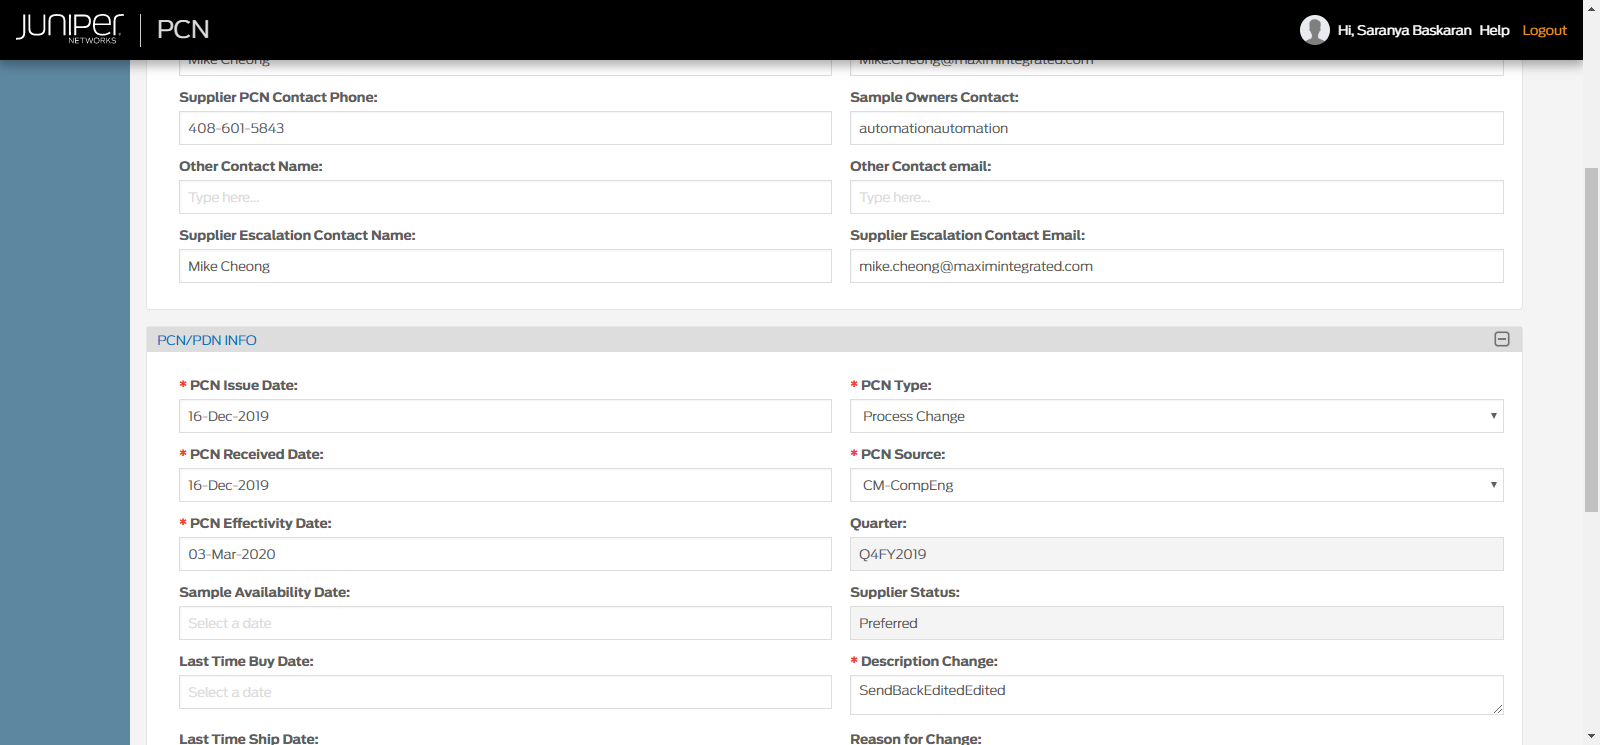 JUNIPER NETWORKS PCN Hi, Saranya Baskaran Help Logout
Mike Cheong Mike.Cheong@maximintegrated.com
Supplier PCN Contact Phone: Sample Owners Contact:
408-601-5843 automationautomation
Other Contact Name: Other Contact email:
Type here... Type here...
Supplier Escalation Contact Name: Supplier Escalation Contact Email:
Mike Cheong mike.cheong@maximintegrated.com
PCN/PDN INFO
* PCN Issue Date: * PCN Type:
16-Dec-2019 Process Change
* PCN Received Date: * PCN Source:
16-Dec-2019 CM-CompEng
* PCN Effectivity Date: Quarter:
03-Mar-2020 Q4FY2019
Sample Availability Date: Supplier Status:
Select a date Preferred
Last Time Buy Date: * Description Change:
Select a date SendBackEditedEdited
Last Time Ship Date: Reason for Change: